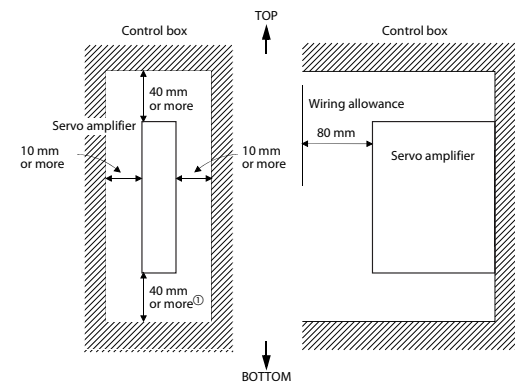 TOP
Control box
Control box
40 mm
or more
Wiring allowance
Servo amplifier
80 mm
10 mm
or more
10 mm
or more
Servo amplifier
40 mm
or more①
BOTTOM